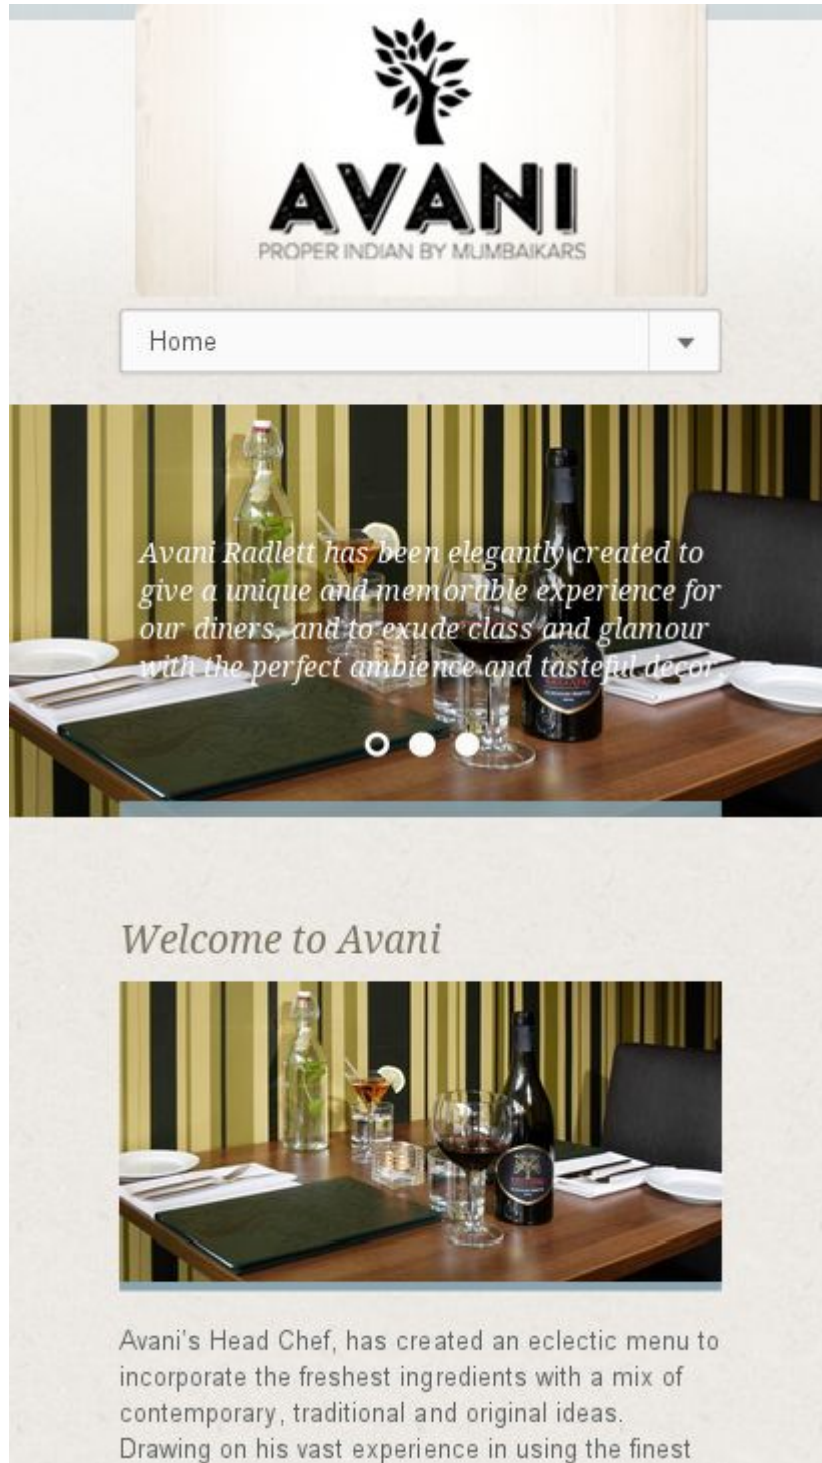 AVANI
PROPER INDIAN BY MUMBAIKARS
Home
Avani Radlett has been elegantly created to
give a unique and memorable experience for
our diners, and to exude class and glamour
with the perfect ambience and tasteful decor.
Welcome to Avani
Avani's Head Chef, has created an eclectic menu to
incorporate the freshest ingredients with a mix of
contemporary, traditional and original ideas.
Drawing on his vast experience in using the finest